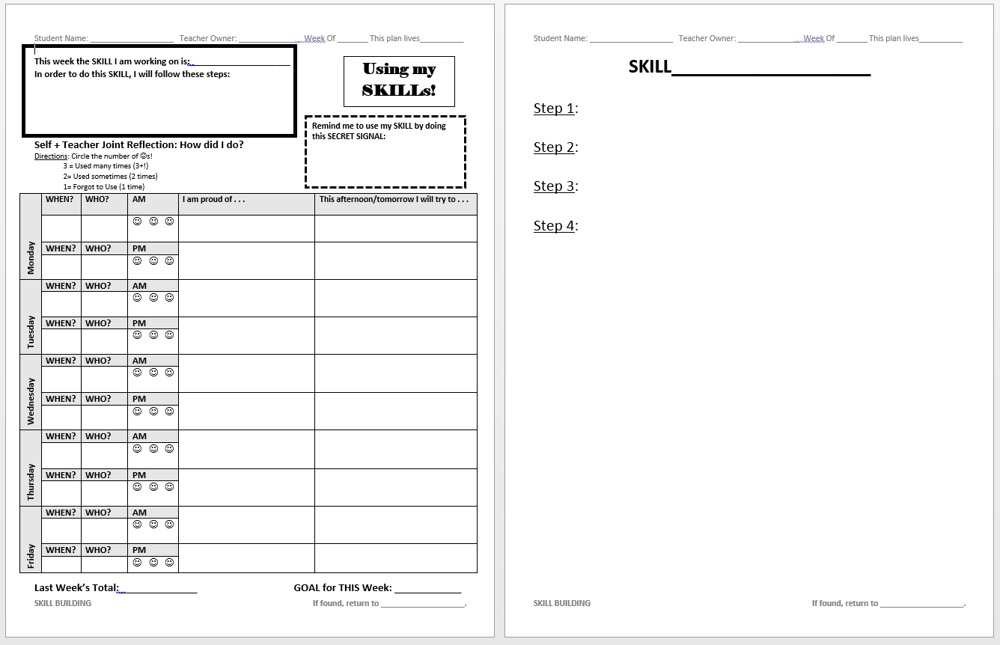 Student Name: ___________________ Teacher Owner: ______________ Week Of _______ This plan lives__________
This week the SKILL I am working on is:______________________
In order to do this SKILL, I will follow these steps:
Using my
SKILLs!
Remind me to use my SKILL by doing
this SECRET SIGNAL:
Self + Teacher Joint Reflection: How did I do?
Directions: Circle the number of ☺s!
3 = Used many times (3+!)
2= Used sometimes (2 times)
1= Forgot to Use (1 time)
Monday
WHEN? WHO? AM I am proud of . . . This afternoon/tomorrow I will try to . . .
☺ ☺ ☺
WHEN? WHO? PM
☺ ☺ ☺
Tuesday
WHEN? WHO? AM
☺ ☺ ☺
WHEN? WHO? PM
☺ ☺ ☺
Wednesday
WHEN? WHO? AM
☺ ☺ ☺
WHEN? WHO? PM
☺ ☺ ☺
Thursday
WHEN? WHO? AM
☺ ☺ ☺
WHEN? WHO? PM
☺ ☺ ☺
Friday
WHEN? WHO? AM
☺ ☺ ☺
WHEN? WHO? PM
☺ ☺ ☺
Last Week’s Total:______________ GOAL for THIS Week: ____________
SKILL BUILDING If found, return to ___________________.
Student Name: ___________________ Teacher Owner: ______________ Week Of _______ This plan lives__________
SKILL____________________
Step 1:
Step 2:
Step 3:
Step 4:
SKILL BUILDING If found, return to ___________________.